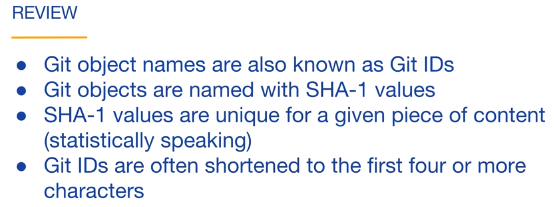 REVIEW
● Git object names are also known as Git IDs
● Git objects are named with SHA-1 values
● SHA-1 values are unique for a given piece of content
(statistically speaking)
● Git IDs are often shortened to the first four or more
characters